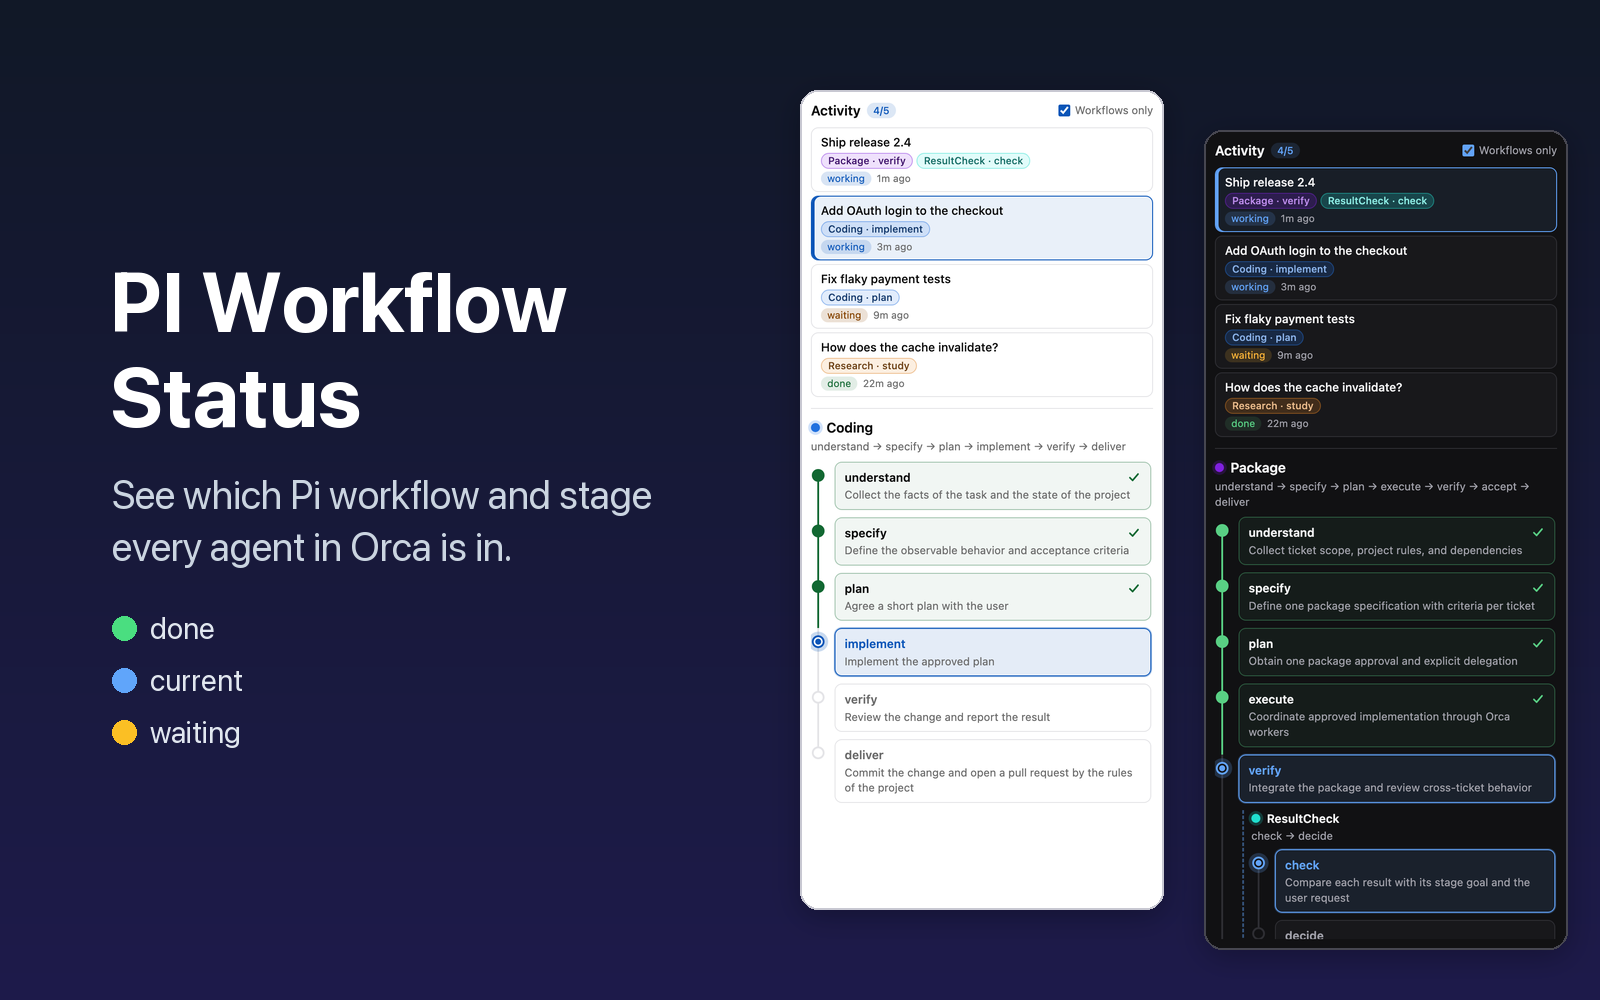 PI Workflow
Status
See which Pi workflow and stage
every agent in Orca is in.
done
current
waiting
Activity 4/5 Workflows only
Ship release 2.4
Package · verify ResultCheck · check
working 1m ago
Add OAuth login to the checkout
Coding · implement
working 3m ago
Fix flaky payment tests
Coding · plan
waiting 9m ago
How does the cache invalidate?
Research · study
done 22m ago
Coding
understand → specify → plan → implement → verify → deliver
understand
Collect the facts of the task and the state of the project
specify
Define the observable behavior and acceptance criteria
plan
Agree a short plan with the user
implement
Implement the approved plan
verify
Review the change and report the result
deliver
Commit the change and open a pull request by the rules
of the project
Activity 4/5 Workflows only
Ship release 2.4
Package · verify ResultCheck · check
working 1m ago
Add OAuth login to the checkout
Coding · implement
working 3m ago
Fix flaky payment tests
Coding · plan
waiting 9m ago
How does the cache invalidate?
Research · study
done 22m ago
Package
understand → specify → plan → execute → verify → accept →
deliver
understand
Collect ticket scope, project rules, and dependencies
specify
Define one package specification with criteria per ticket
plan
Obtain one package approval and explicit delegation
execute
Coordinate approved implementation through Orca
workers
verify
Integrate the package and review cross-ticket behavior
ResultCheck
check → decide
check
Compare each result with its stage goal and the
user request
decide